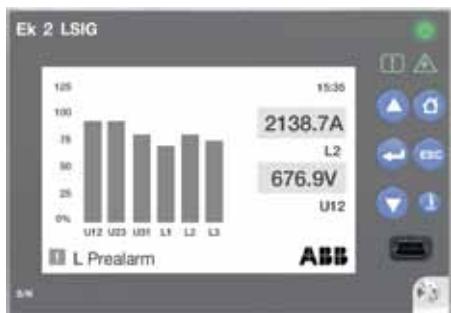 Ek 2 LSIG
125
100
75
50
25
0%
U12 U23 U31 L1 L2 L3
15:35
2138.7A
L2
676.9V
U12
L Prealarm
ABB
ESC
S/N